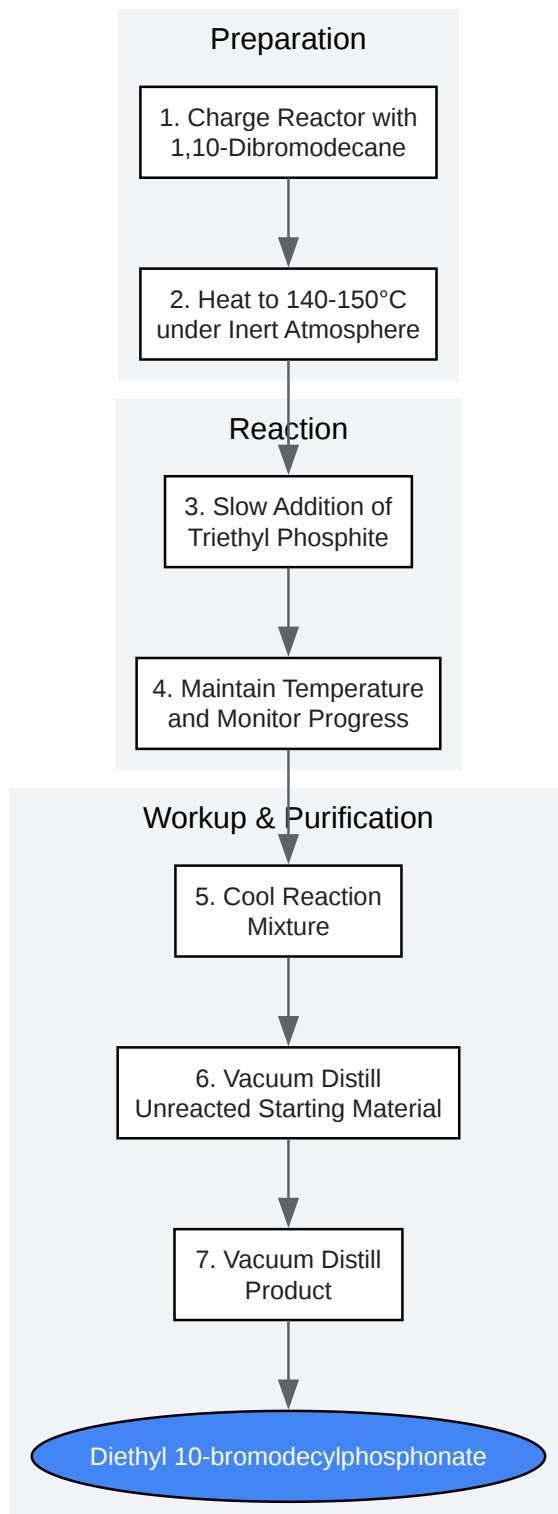 Preparation
1. Charge Reactor with
1,10-Dibromodecane
2. Heat to 140-150°C
under Inert Atmosphere
Reaction
3. Slow Addition of
Triethyl Phosphite
4. Maintain Temperature
and Monitor Progress
Workup & Purification
5. Cool Reaction
Mixture
6. Vacuum Distill
Unreacted Starting Material
7. Vacuum Distill
Product
Diethyl 10-bromodecylphosphonate